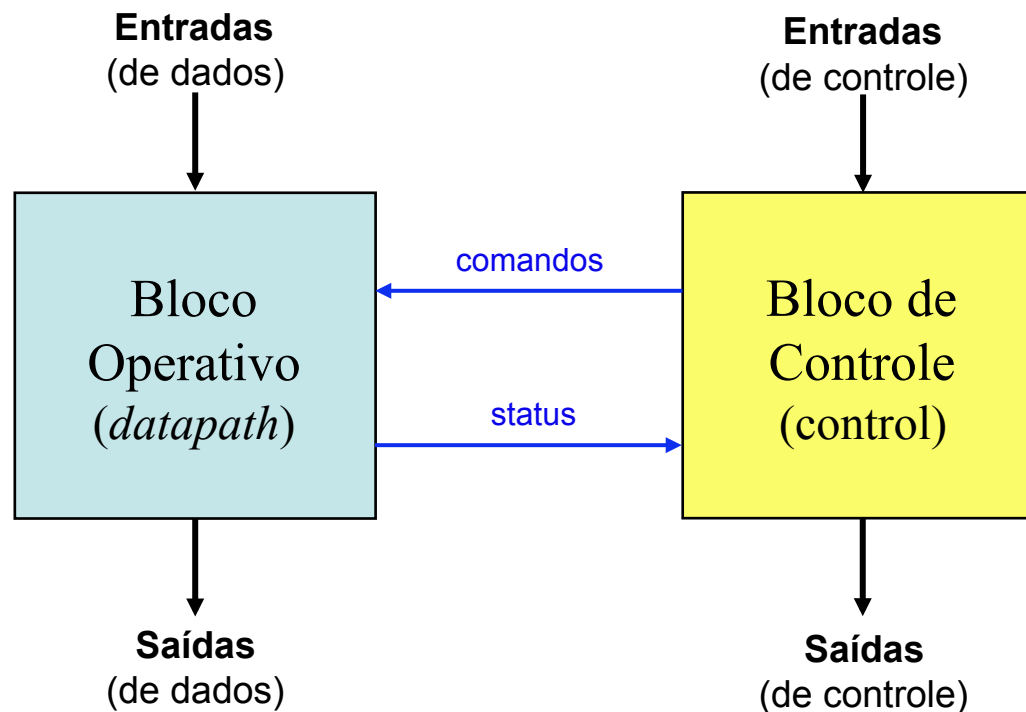 Entradas
(de dados)
Entradas
(de controle)
comandos
Bloco
Operativo
(datapath)
Bloco de
Controle
(control)
status
Saídas
(de dados)
Saídas
(de controle)